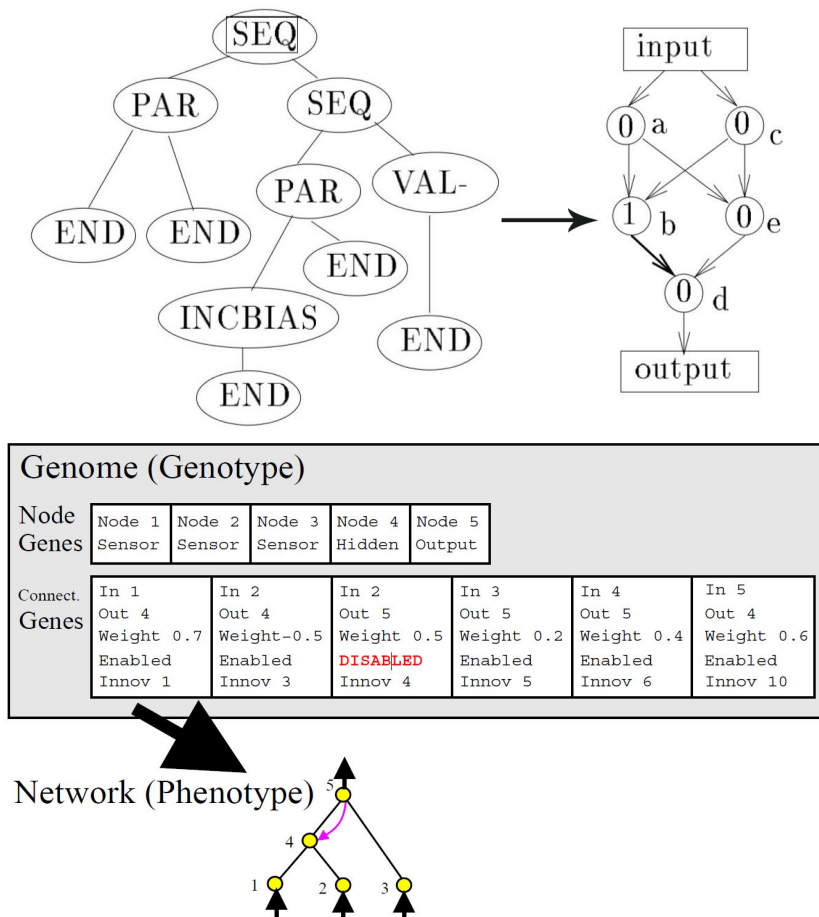 SEQ
input
PAR SEQ
0 a 0 c
PAR VAL-
END END
1 b 0 e
END
0 d
INCBIAS
END
output
END
Genome (Genotype)
Node Genes
Node 1 Node 2 Node 3 Node 4 Node 5
Sensor Sensor Sensor Hidden Output
Connect. Genes
In 1 In 2 In 2 In 3 In 4 In 5
Out 4 Out 4 Out 5 Out 5 Out 5 Out 4
Weight 0.7 Weight-0.5 Weight 0.5 Weight 0.2 Weight 0.4 Weight 0.6
Enabled Enabled DISABLED Enabled Enabled Enabled
Innov 1 Innov 3 Innov 4 Innov 5 Innov 6 Innov 10
Network (Phenotype)
5
4
1 2 3